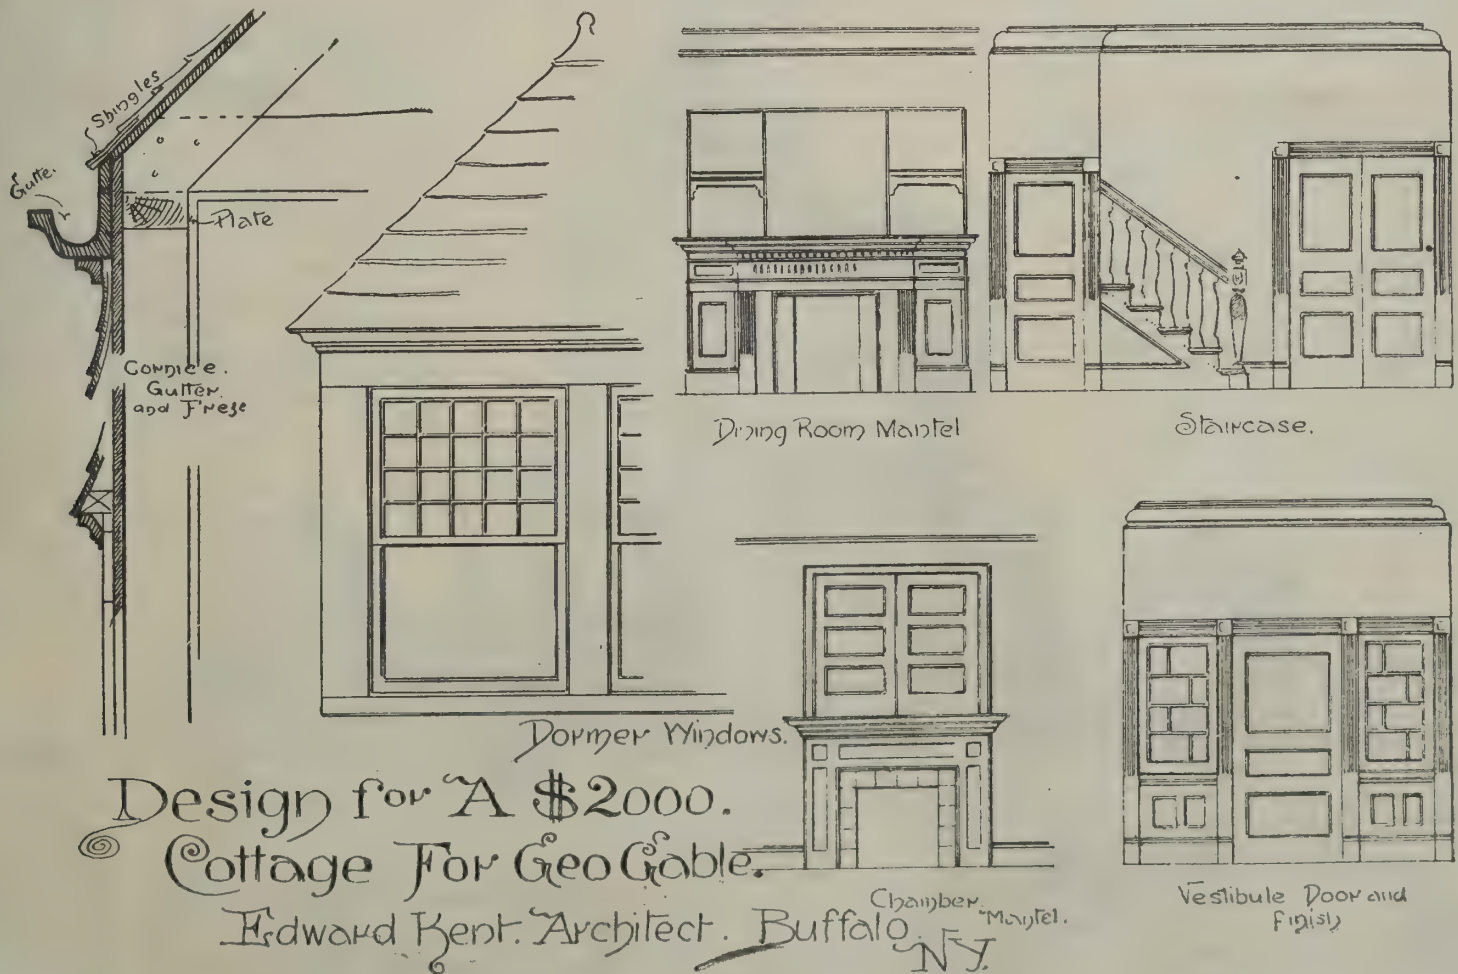 Shingles
Gutte.
Plate
Cornice.
Gutter.
and Freze
Dining Room Mantel
Staircase.
Dormer Windows.
Design for A $2000.
Cottage For Geo Gable.
Edward Kent. Architect. Buffalo.
N.Y.
Chamber.
Mantel.
Vestibule Door and
Finish